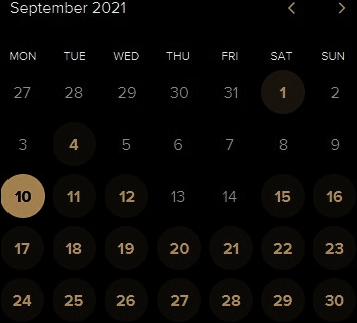 September 2021
MON TUE WED THU FRI SAT SUN
27 28 29 30 31 1 2
3 4 5 6 7 8 9
10 11 12 13 14 15 16
17 18 19 20 21 22 23
24 25 26 27 28 29 30